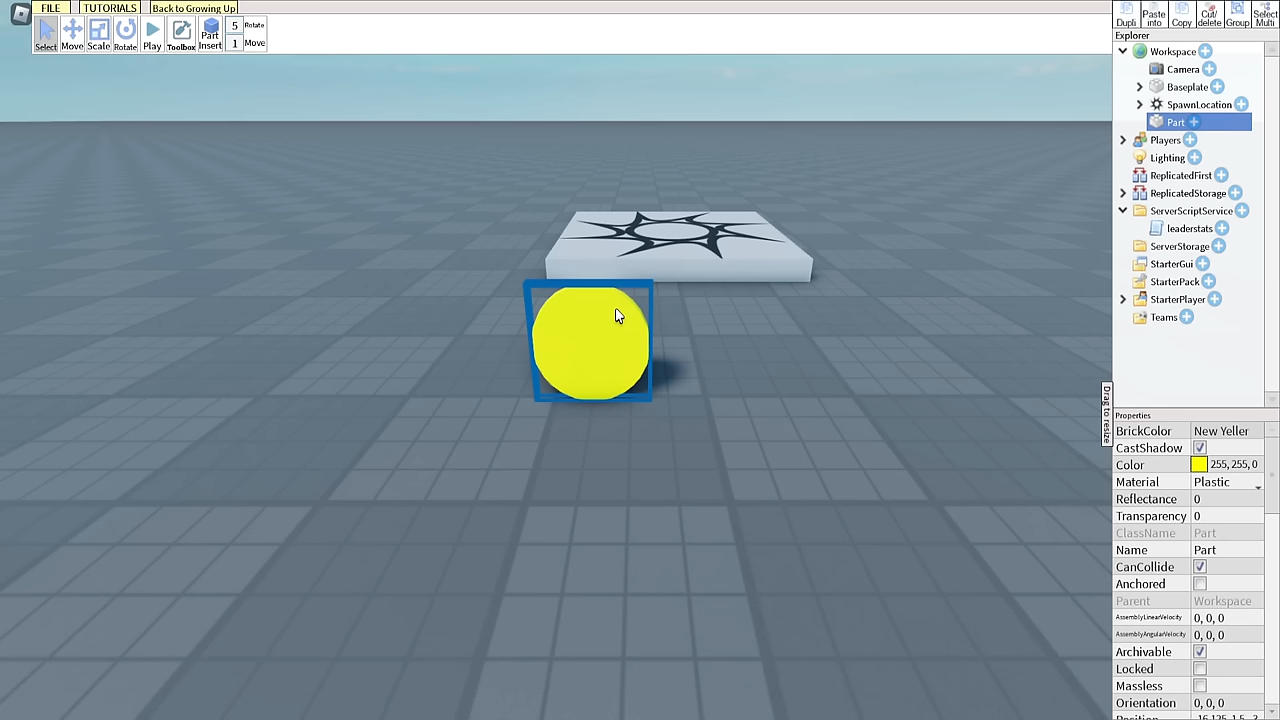 FILE
TUTORIALS
Back to Growing Up
Select
Move
Scale
Rotate
Play
Toolbox
Part
Insert
5 Rotate
1 Move
Dupli
Paste
into
Copy
Cut/
delete
Group
Select
Multi
Explorer
Workspace
Camera
Baseplate
SpawnLocation
Part
Players
Lighting
ReplicatedFirst
ReplicatedStorage
ServerScriptService
leaderstats
ServerStorage
StarterGui
StarterPack
StarterPlayer
Teams
Drag to resize
Properties
BrickColor New Yeller
CastShadow
Color 255, 255, 0
Material Plastic
Reflectance 0
Transparency 0
ClassName Part
Name Part
CanCollide
Anchored
Parent Workspace
AssemblyLinearVelocity 0, 0, 0
AssemblyAngularVelocity 0, 0, 0
Archivable
Locked
Massless
Orientation 0, 0, 0
Position